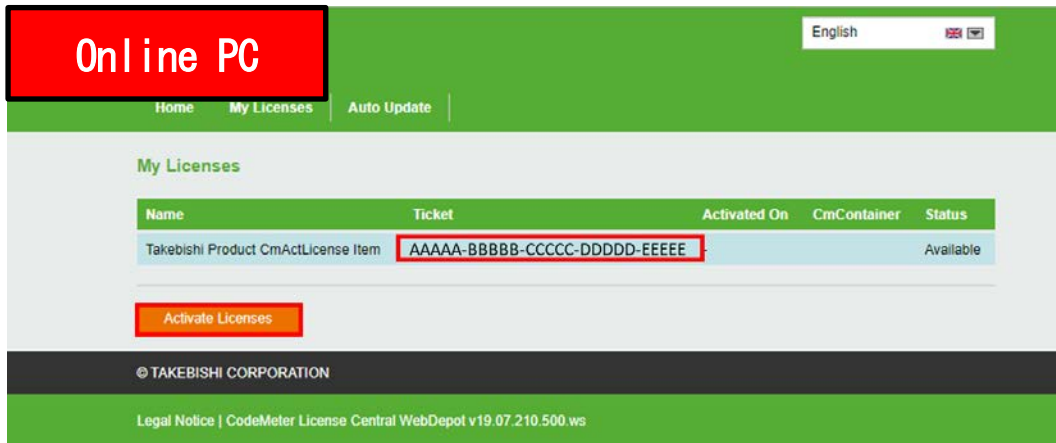 Online PC
English
Home My Licenses Auto Update
My Licenses
Name Ticket Activated On CmContainer Status
Takebishi Product CmActLicense Item AAAAA-BBBBB-CCCCC-DDDDD-EEEEE - Available
Activate Licenses
© TAKEBISHI CORPORATION
Legal Notice | CodeMeter License Central WebDepot v19.07.210.500.ws